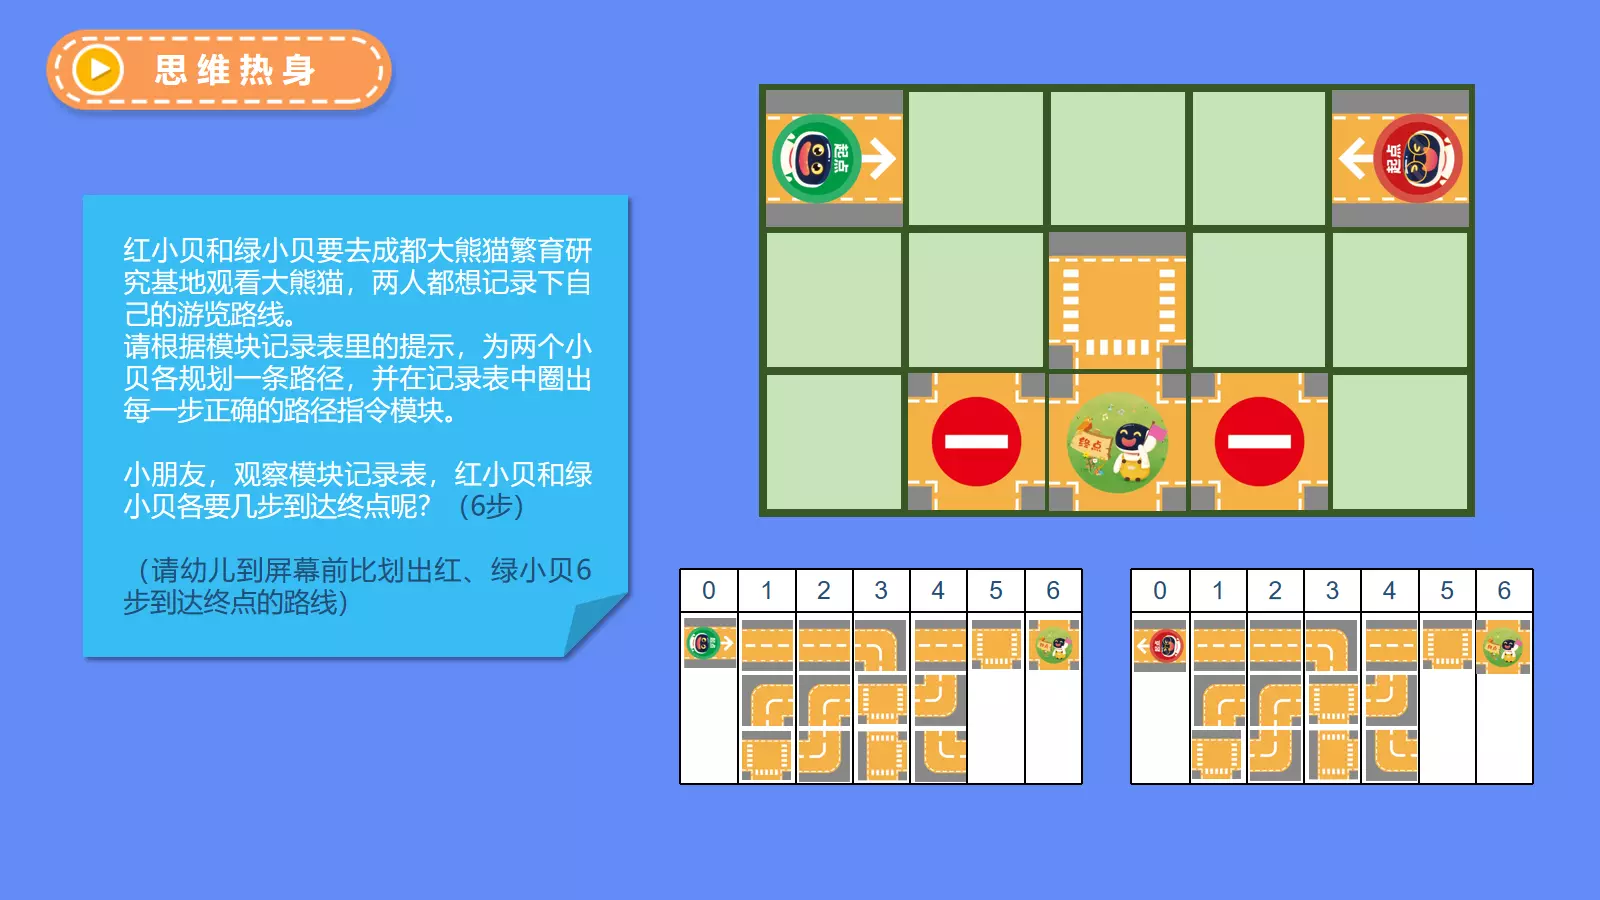 思维热身
红小贝和绿小贝要去成都大熊猫繁育研
究基地观看大熊猫，两人都想记录下自
己的游览路线。
请根据模块记录表里的提示，为两个小
贝各规划一条路径，并在记录表中圈出
每一步正确的路径指令模块。
小朋友，观察模块记录表，红小贝和绿
小贝各要几步到达终点呢？（6步）
（请幼儿到屏幕前比划出红、绿小贝6
步到达终点的路线）
起点
起点
终点
0 1 2 3 4 5 6
起点
终点
0 1 2 3 4 5 6
起点
终点